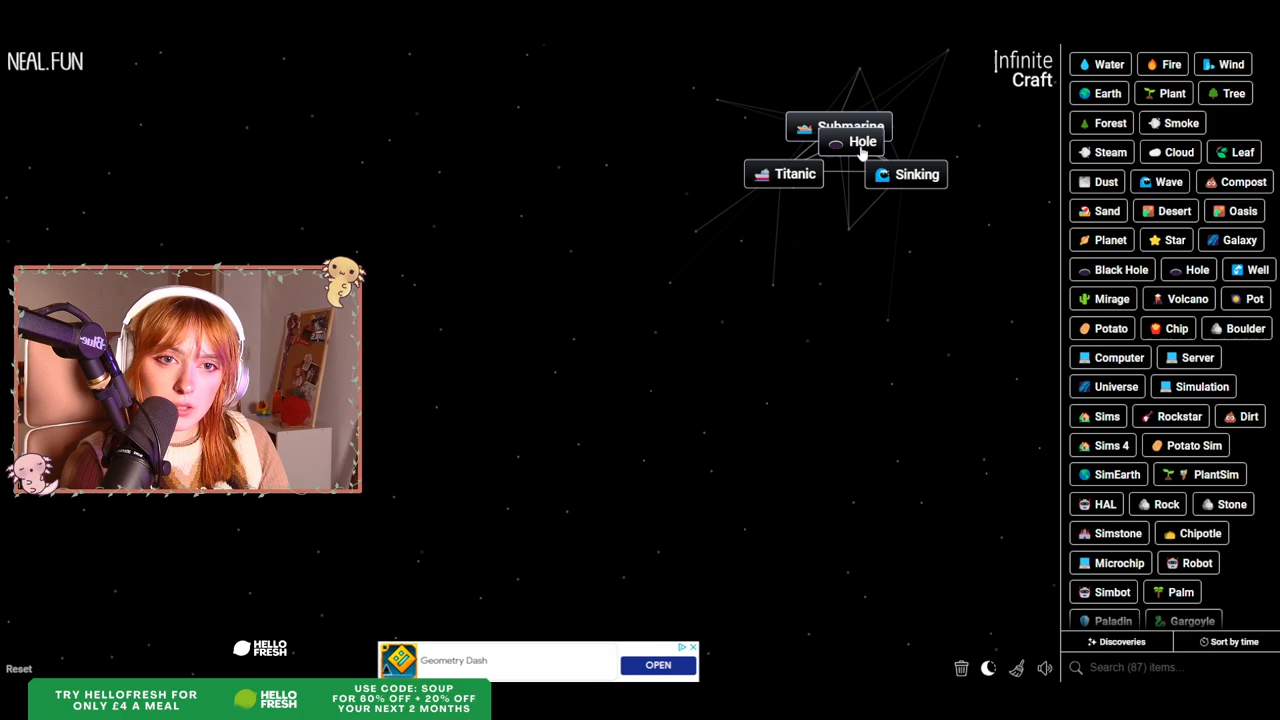 NEAL.FUN
Infinite
Craft
Submarine
Hole
Titanic
Sinking
Water Fire Wind
Earth Plant Tree
Forest Smoke
Steam Cloud Leaf
Dust Wave Compost
Sand Desert Oasis
Planet Star Galaxy
Black Hole Hole Well
Mirage Volcano Pot
Potato Chip Boulder
Computer Server
Universe Simulation
Sims Rockstar Dirt
Sims 4 Potato Sim
SimEarth PlantSim
HAL Rock Stone
Simstone Chipotle
Microchip Robot
Simbot Palm
Paladin Gargoyle
Discoveries Sort by time
Search (87) items...
Reset
HELLO
FRESH
Geometry Dash
OPEN
TRY HELLOFRESH FOR
ONLY £4 A MEAL
HELLO
FRESH
USE CODE: SOUP
FOR 60% OFF + 20% OFF
YOUR NEXT 2 MONTHS
Blue